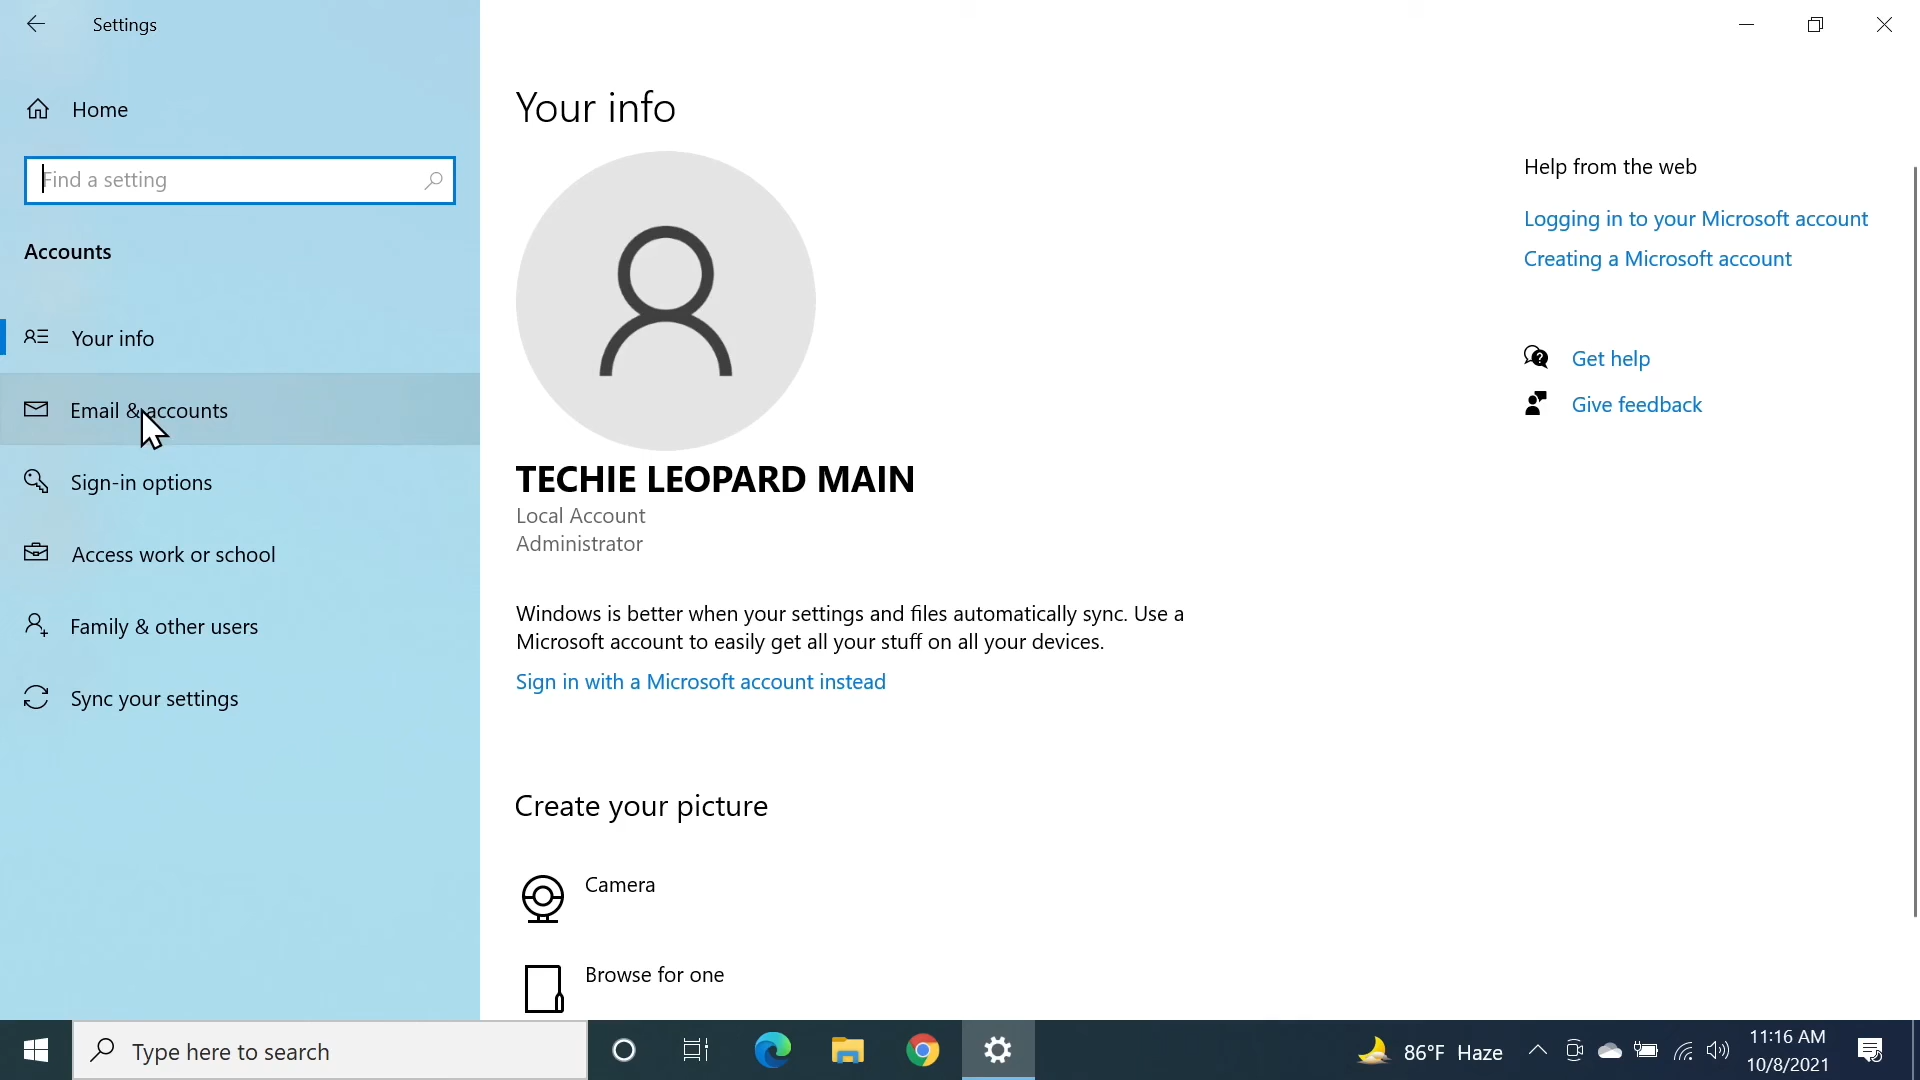 Settings
Home
Find a setting
Accounts
Your info
Email & accounts
Sign-in options
Access work or school
Family & other users
Sync your settings
Your info
TECHIE LEOPARD MAIN
Local Account
Administrator
Windows is better when your settings and files automatically sync. Use a
Microsoft account to easily get all your stuff on all your devices.
Sign in with a Microsoft account instead
Create your picture
Camera
Browse for one
Help from the web
Logging in to your Microsoft account
Creating a Microsoft account
Get help
Give feedback
Type here to search
86°F Haze
11:16 AM
10/8/2021